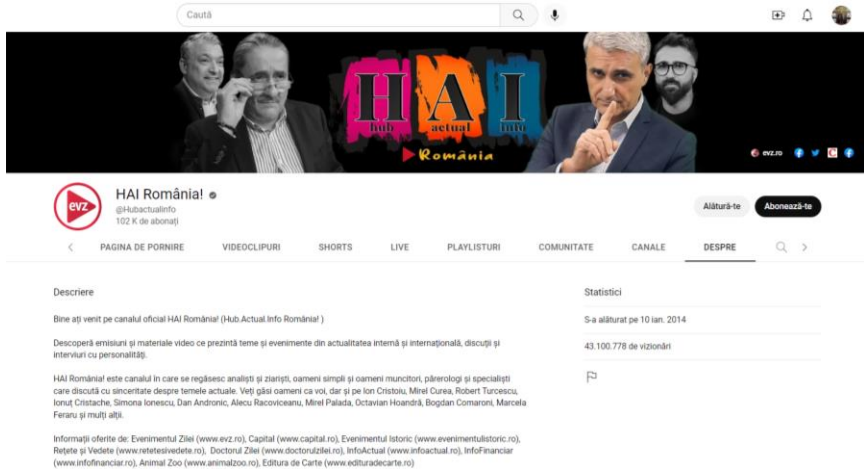 Caută
HAI
hub actual info
România
evz.ro
evz
HAI România!
@Hubactualinfo
102 K de abonați
Alătură-te
Abonează-te
PAGINA DE PORNIRE VIDEOCLIPURI SHORTS LIVE PLAYLISTURI COMUNITATE CANALE DESPRE
Descriere
Bine ați venit pe canalul oficial HAI România! (Hub.Actual.Info România! )
Descoperă emisiuni și materiale video ce prezintă teme și evenimente din actualitatea internă și internațională, discuții și
interviuri cu personalități.
HAI România! este canalul în care se regăsesc analiști și ziariști, oameni simpli și oameni muncitori, părerologi și specialiști
care discută cu sinceritate despre temele actuale. Veți găsi oameni ca voi, dar și pe Ion Cristoiu, Mirel Curea, Robert Turcescu,
Ionuț Cristache, Simona Ionescu, Dan Andronic, Alecu Racoviceanu, Mirel Palada, Octavian Hoandră, Bogdan Comaroni, Marcela
Feraru și mulți alții.
Informații oferite de: Evenimentul Zilei (www.evz.ro), Capital (www.capital.ro), Evenimentul Istoric (www.evenimentulistoric.ro),
Rețete și Vedete (www.retetesivedete.ro), Doctorul Zilei (www.doctorulzilei.ro), InfoActual (www.infoactual.ro), InfoFinanciar
(www.infofinanciar.ro), Animal Zoo (www.animalzoo.ro), Editura de Carte (www.edituradecarte.ro)
Statistici
S-a alăturat pe 10 ian. 2014
43.100.778 de vizionări